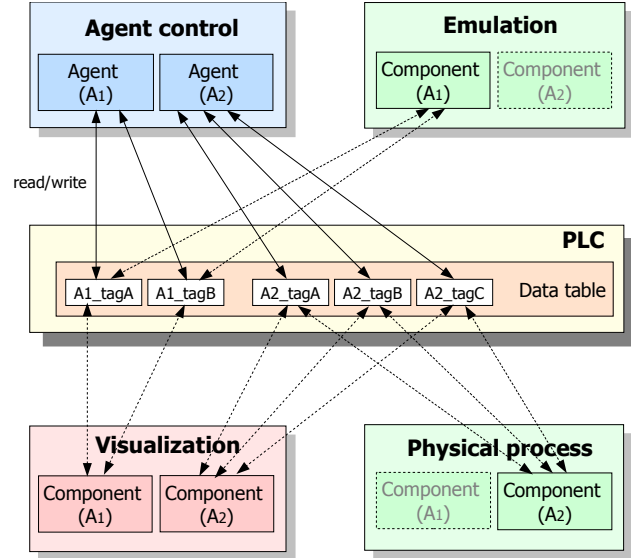 Agent control
Agent
(A1)
Agent
(A2)
Emulation
Component
(A1)
Component
(A2)
read/write
PLC
A1_tagA
A1_tagB
A2_tagA
A2_tagB
A2_tagC
Data table
Visualization
Component
(A1)
Component
(A2)
Physical process
Component
(A1)
Component
(A2)